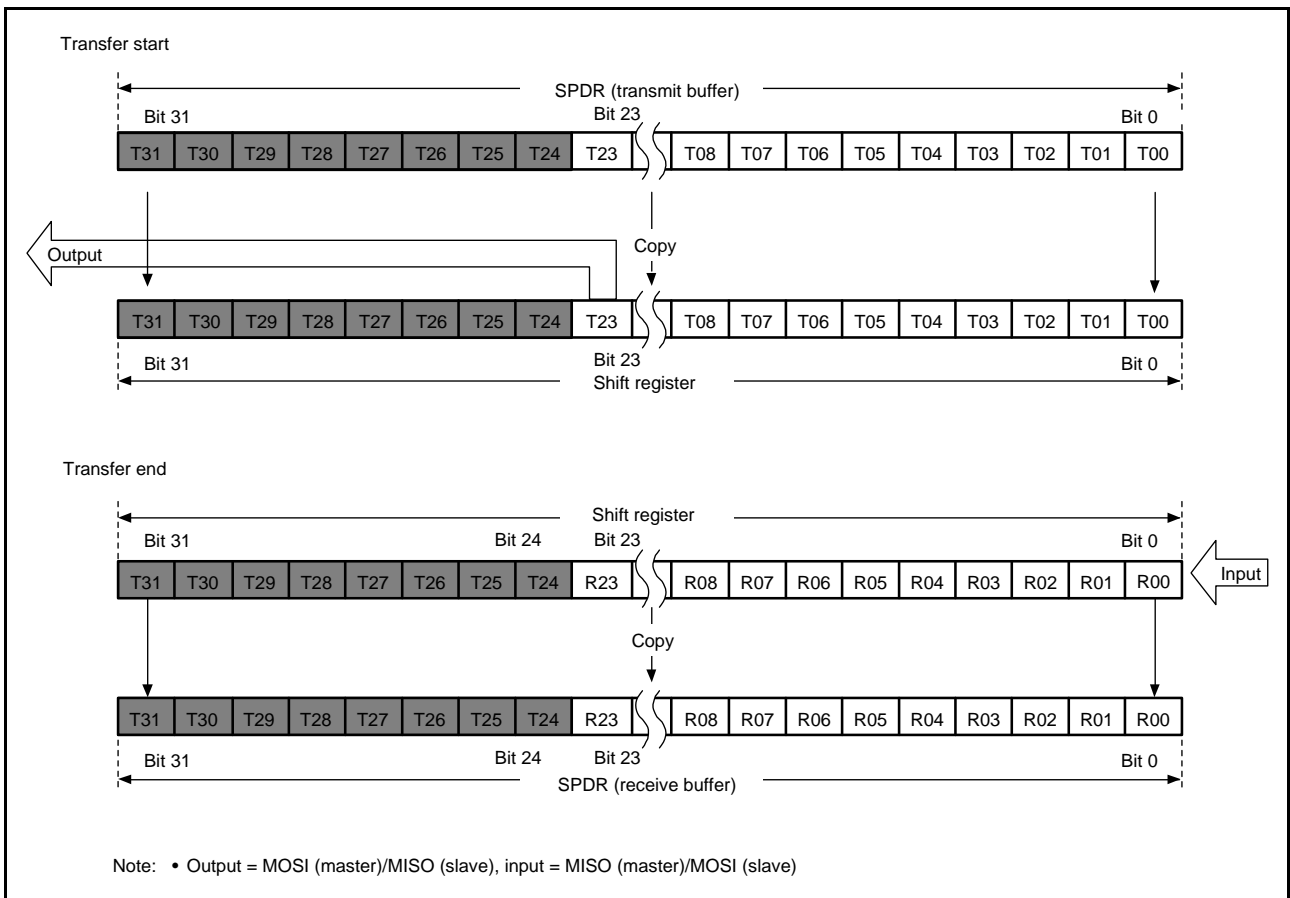 Transfer start
SPDR (transmit buffer)
Bit 31 Bit 23 Bit 0
T31 T30 T29 T28 T27 T26 T25 T24 T23 T08 T07 T06 T05 T04 T03 T02 T01 T00
Output
Copy
T31 T30 T29 T28 T27 T26 T25 T24 T23 T08 T07 T06 T05 T04 T03 T02 T01 T00
Bit 31 Bit 23 Bit 0
Shift register
Transfer end
Shift register
Bit 31 Bit 24 Bit 23 Bit 0
T31 T30 T29 T28 T27 T26 T25 T24 R23 R08 R07 R06 R05 R04 R03 R02 R01 R00
Input
Copy
T31 T30 T29 T28 T27 T26 T25 T24 R23 R08 R07 R06 R05 R04 R03 R02 R01 R00
Bit 31 Bit 24 Bit 23 Bit 0
SPDR (receive buffer)
Note: • Output = MOSI (master)/MISO (slave), input = MISO (master)/MOSI (slave)